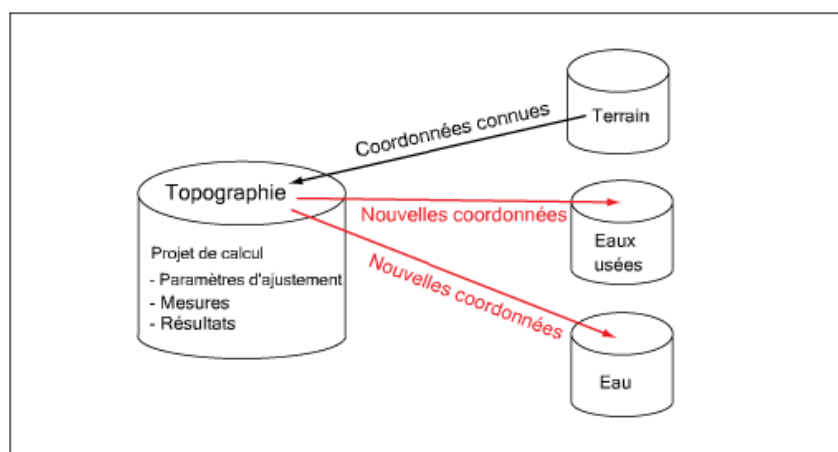 Terrain
Coordonnées connues
Topographie
Nouvelles coordonnées
Projet de calcul
- Paramètres d'ajustement
- Mesures
- Résultats
Eaux
usées
Nouvelles coordonnées
Eau